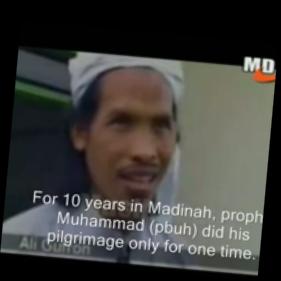 MD
For 10 years in Madinah, proph
Muhammad (pbuh) did his
pilgrimage only for one time.
Ali Gufron